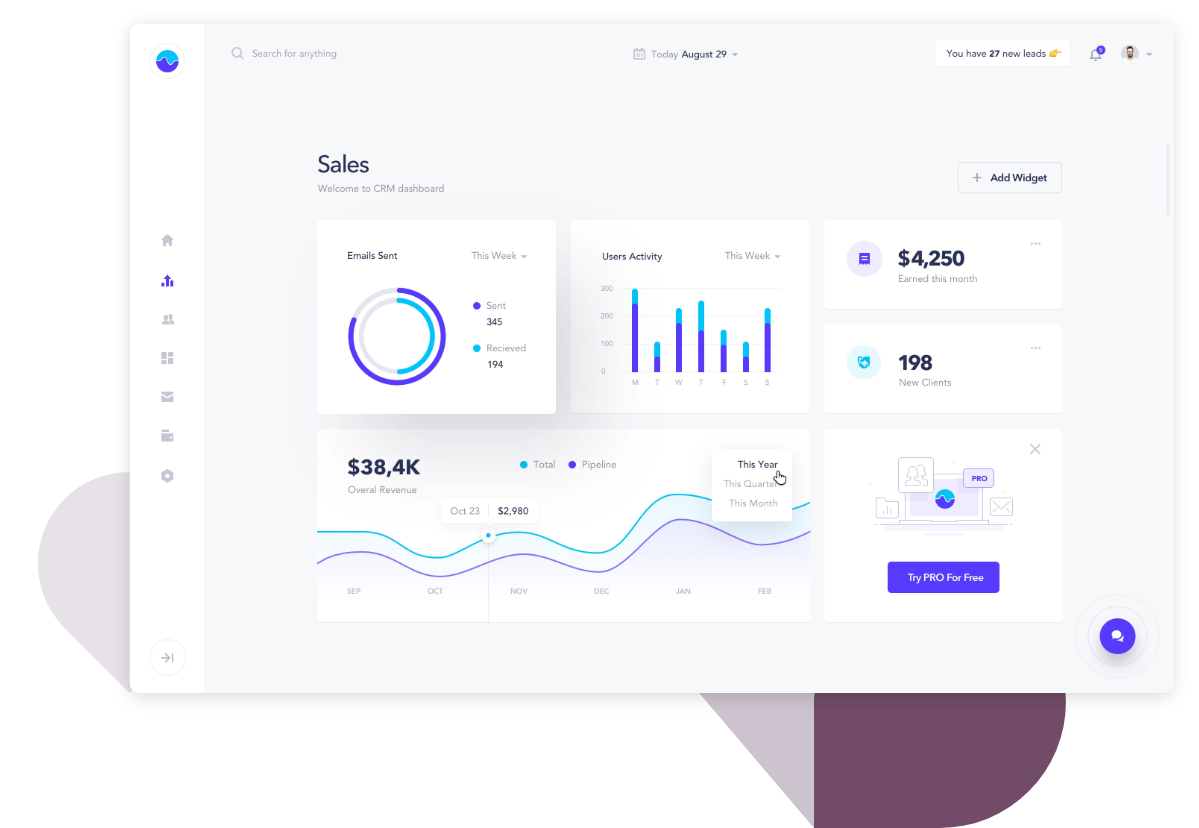 Search for anything
Today August 29
You have 27 new leads
Sales
Welcome to CRM dashboard
Add Widget
Emails Sent
This Week
Sent
345
Recieved
194
Users Activity
This Week
300
200
100
0
M T W T F S S
$4,250
Earned this month
198
New Clients
$38,4K
Overal Revenue
Total
Pipeline
This Year
This Quarter
This Month
Oct 23
$2,980
SEP OCT NOV DEC JAN FEB
PRO
Try PRO For Free